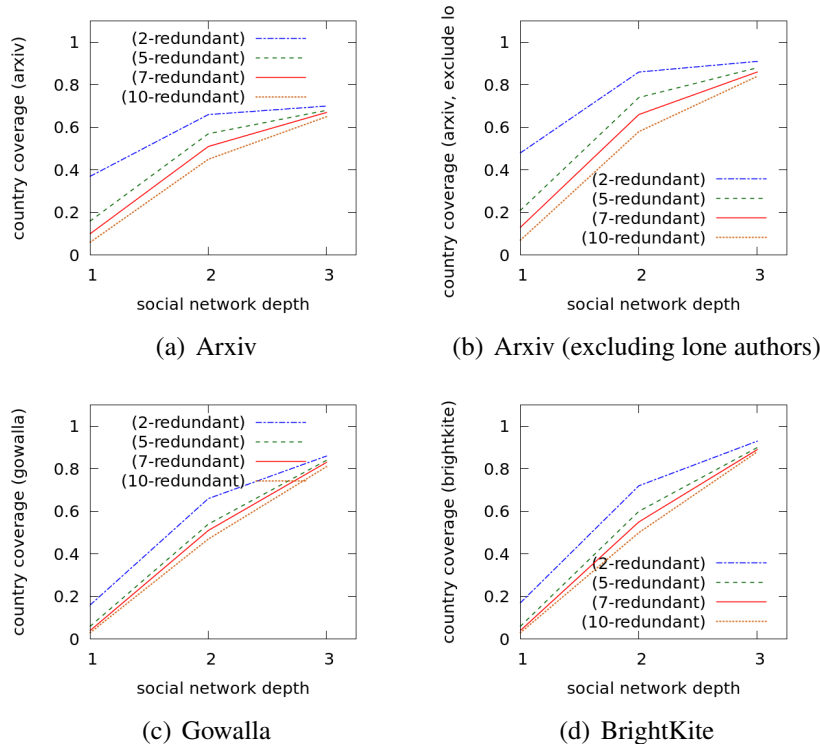 country coverage (arxiv)
1
0.8
0.6
0.4
0.2
0
(2-redundant)
(5-redundant)
(7-redundant)
(10-redundant)
1 2 3
social network depth
(a) Arxiv
country coverage (arxiv, exclude lo
1
0.8
0.6
0.4
0.2
0
(2-redundant)
(5-redundant)
(7-redundant)
(10-redundant)
1 2 3
social network depth
(b) Arxiv (excluding lone authors)
country coverage (gowalla)
1
0.8
0.6
0.4
0.2
0
(2-redundant)
(5-redundant)
(7-redundant)
(10-redundant)
1 2 3
social network depth
(c) Gowalla
country coverage (brightkite)
1
0.8
0.6
0.4
0.2
0
(2-redundant)
(5-redundant)
(7-redundant)
(10-redundant)
1 2 3
social network depth
(d) BrightKite